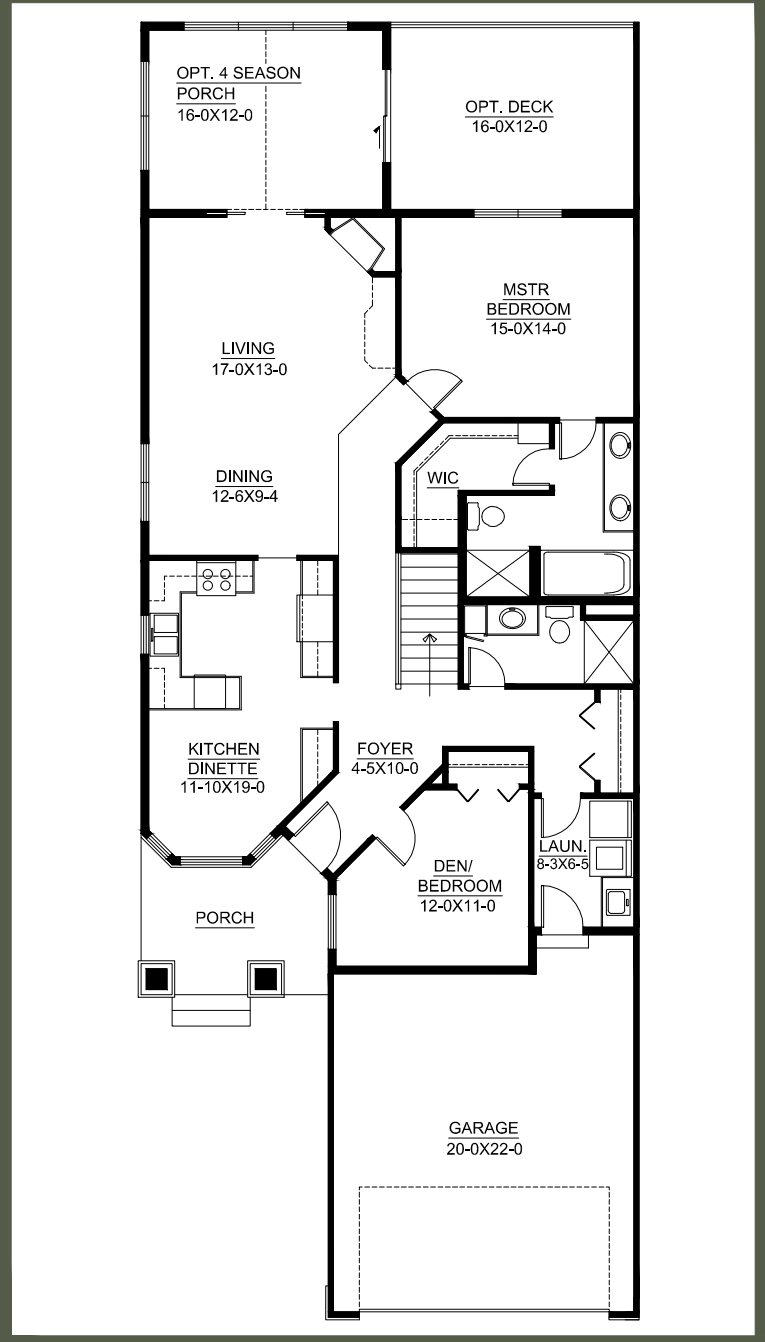 OPT. 4 SEASON
PORCH
16-0X12-0
OPT. DECK
16-0X12-0
MSTR
BEDROOM
15-0X14-0
LIVING
17-0X13-0
DINING
12-6X9-4
WIC
KITCHEN
DINETTE
11-10X19-0
FOYER
4-5X10-0
LAUN.
8-3X6-5
DEN/
BEDROOM
12-0X11-0
PORCH
GARAGE
20-0X22-0